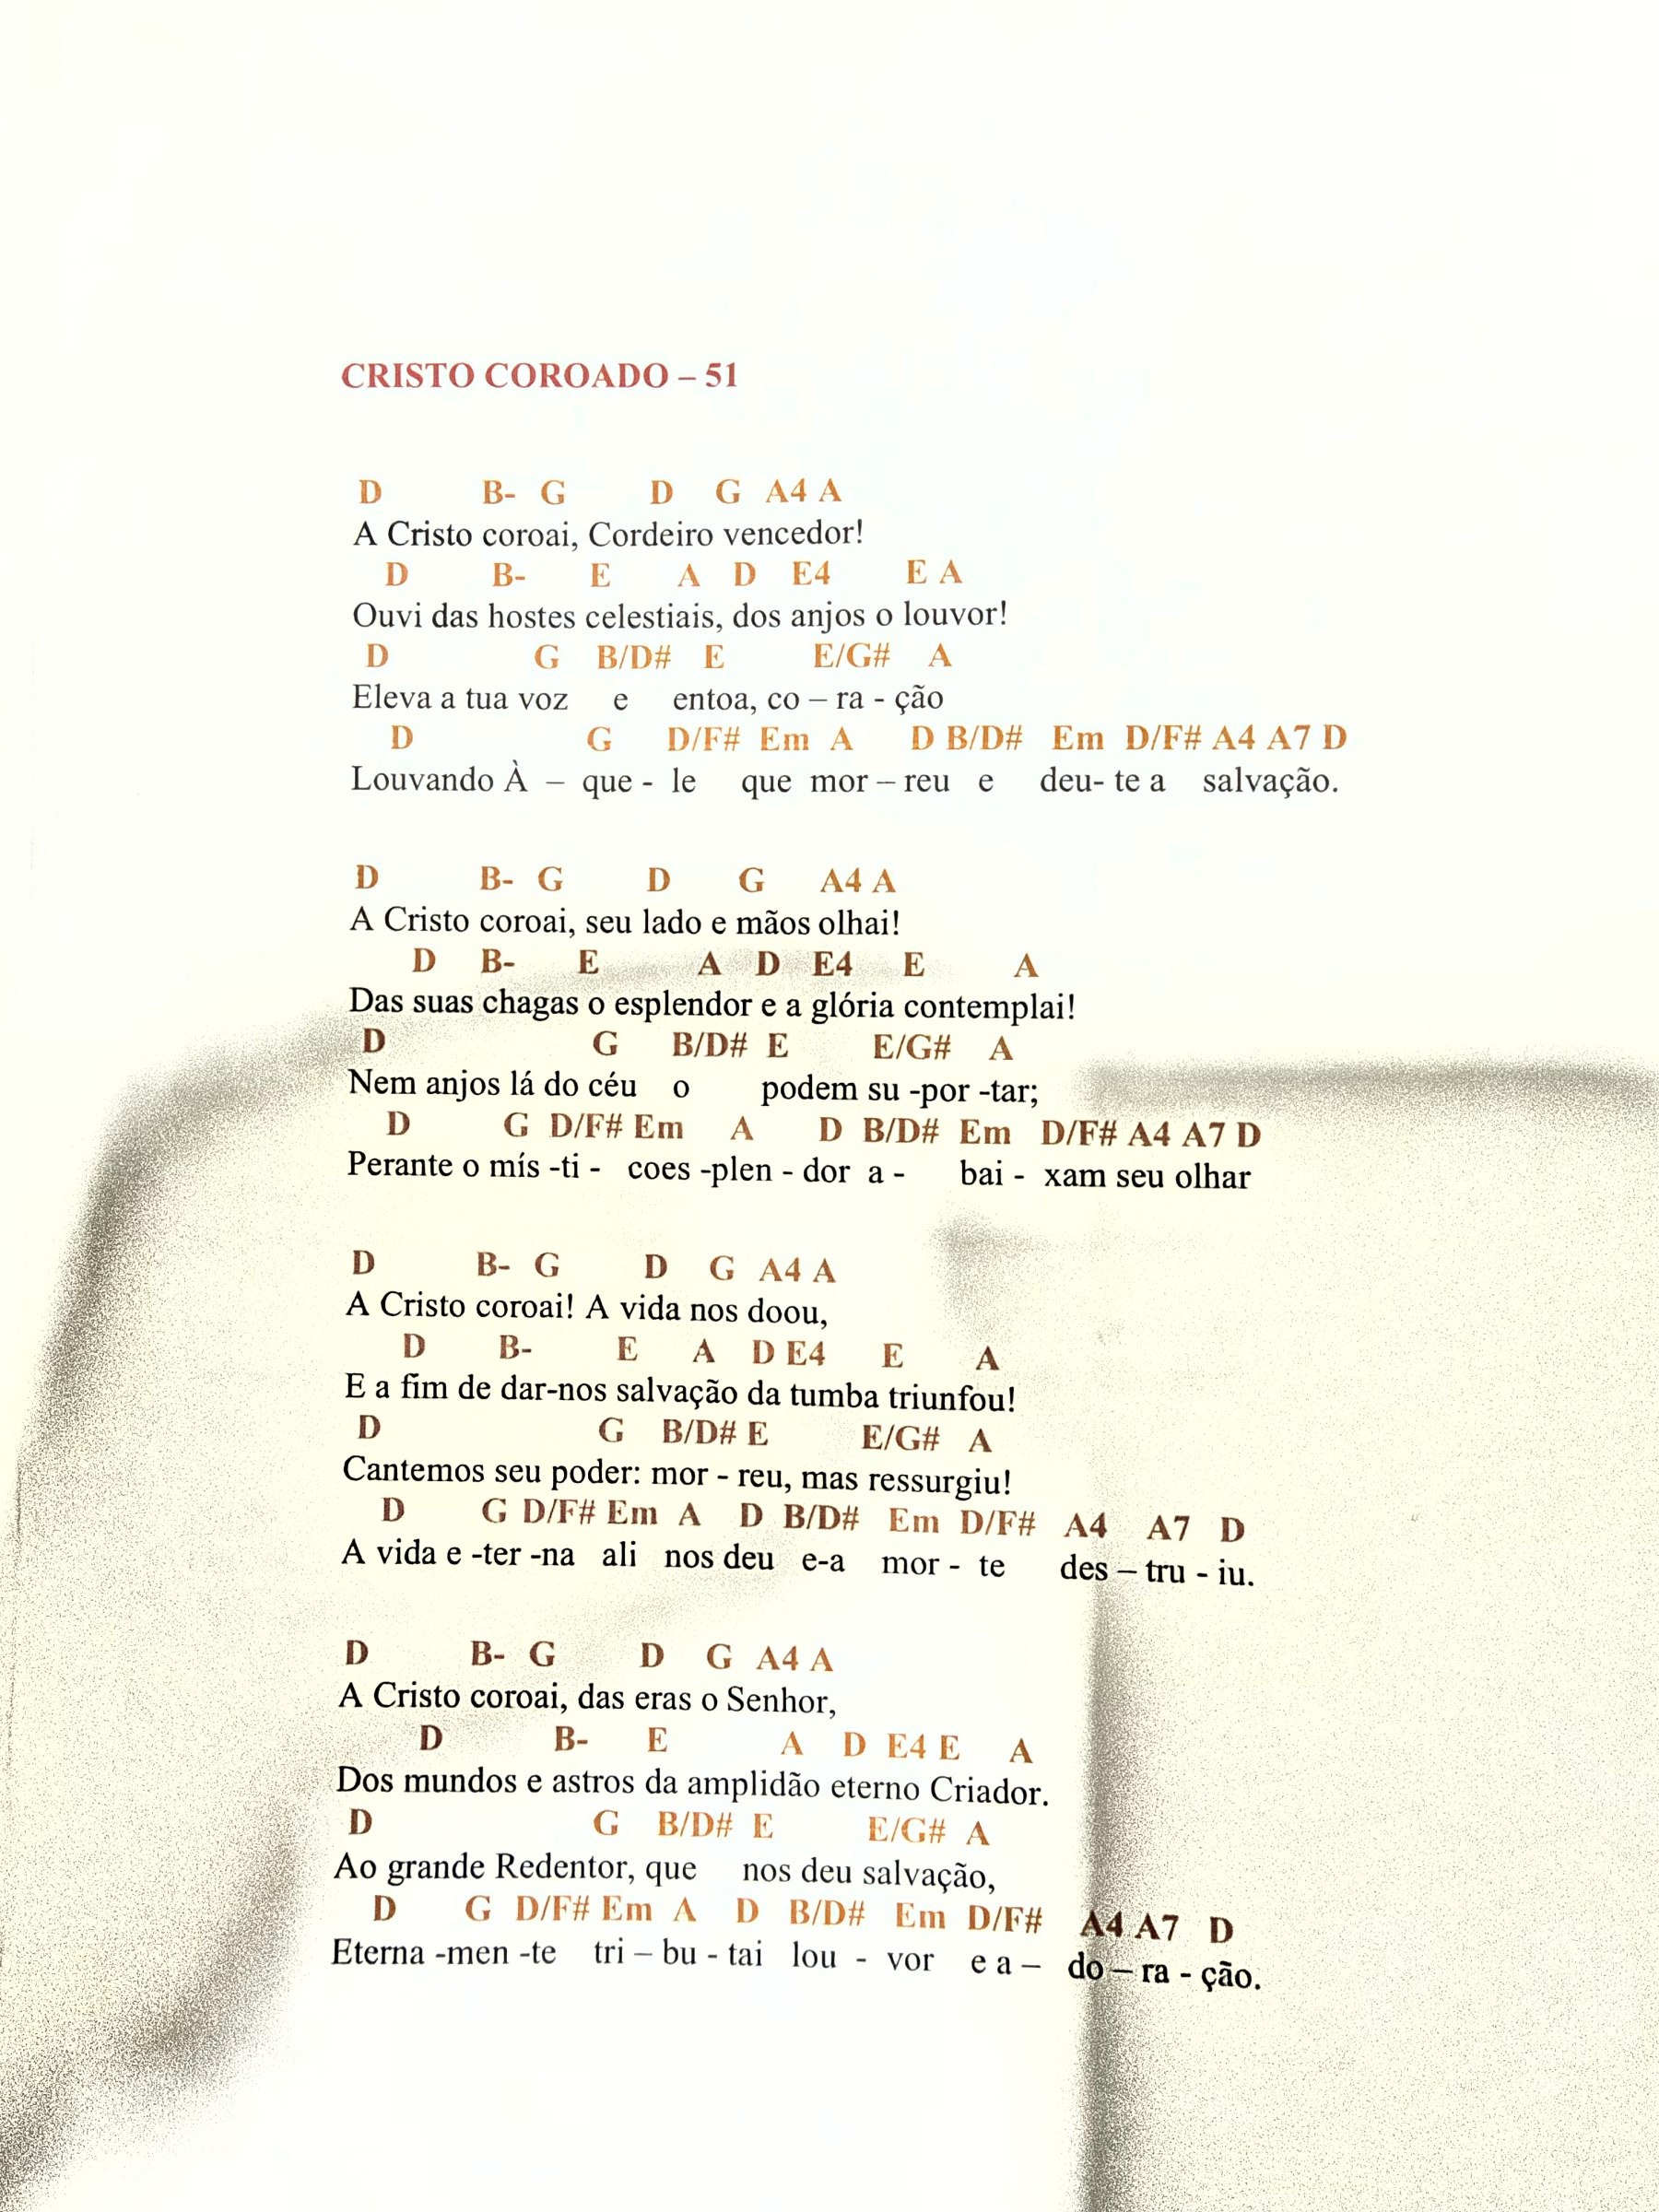 CRISTO COROADO – 51
D B- G D G A4 A
A Cristo coroai, Cordeiro vencedor!
D B- E A D E4 E A
Ouvi das hostes celestiais, dos anjos o louvor!
D G B/D# E E/G# A
Eleva a tua voz e entoa, co – ra - ção
D G D/F# Em A D B/D# Em D/F# A4 A7 D
Louvando À – que - le que mor – reu e deu- te a salvação.
D B- G D G A4 A
A Cristo coroai, seu lado e mãos olhai!
D B- E A D E4 E A
Das suas chagas o esplendor e a glória contemplai!
D G B/D# E E/G# A
Nem anjos lá do céu o podem su -por -tar;
D G D/F# Em A D B/D# Em D/F# A4 A7 D
Perante o mís -ti - coes -plen - dor a - bai - xam seu olhar
D B- G D G A4 A
A Cristo coroai! A vida nos doou,
D B- E A D E4 E A
E a fim de dar-nos salvação da tumba triunfou!
D G B/D# E E/G# A
Cantemos seu poder: mor - reu, mas ressurgiu!
D G D/F# Em A D B/D# Em D/F# A4 A7 D
A vida e -ter -na ali nos deu e-a mor - te des – tru - iu.
D B- G D G A4 A
A Cristo coroai, das eras o Senhor,
D B- E A D E4 E A
Dos mundos e astros da amplidão eterno Criador.
D G B/D# E E/G# A
Ao grande Redentor, que nos deu salvação,
D G D/F# Em A D B/D# Em D/F# A4 A7 D
Eterna -men -te tri – bu - tai lou - vor e a – do – ra - ção.